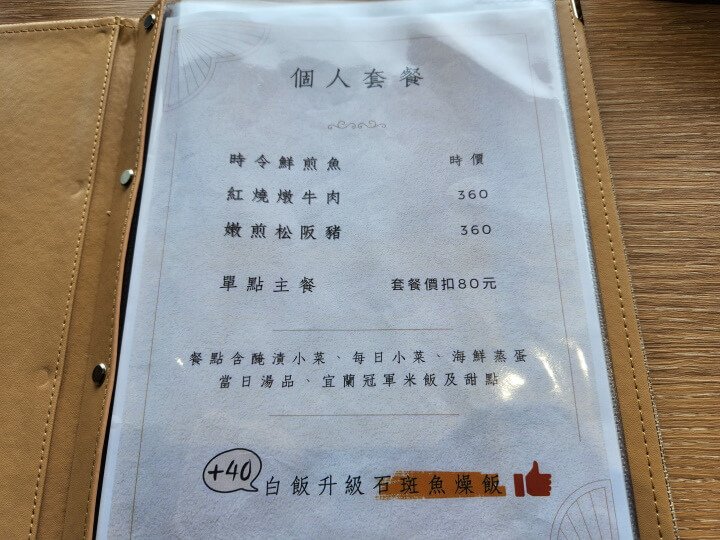 個人套餐
時令鮮煎魚 時價
紅燒燉牛肉 360
嫩煎松阪豬 360
單點主餐 套餐價扣80元
餐點含醃漬小菜、每日小菜、海鮮蒸蛋
當日湯品、宜蘭冠軍米飯及甜點
+40 白飯升級石斑魚燥飯